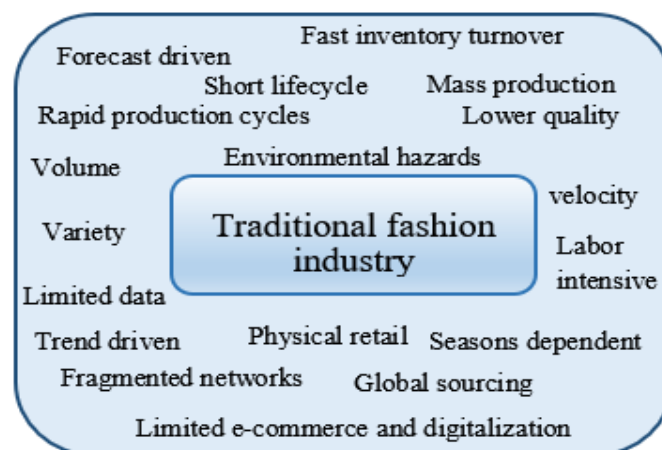 Fast inventory turnover
Forecast driven
Short lifecycle
Mass production
Rapid production cycles
Lower quality
Environmental hazards
Volume
velocity
Traditional fashion
industry
Variety
Labor
intensive
Limited data
Physical retail
Trend driven
Seasons dependent
Fragmented networks
Global sourcing
Limited e-commerce and digitalization